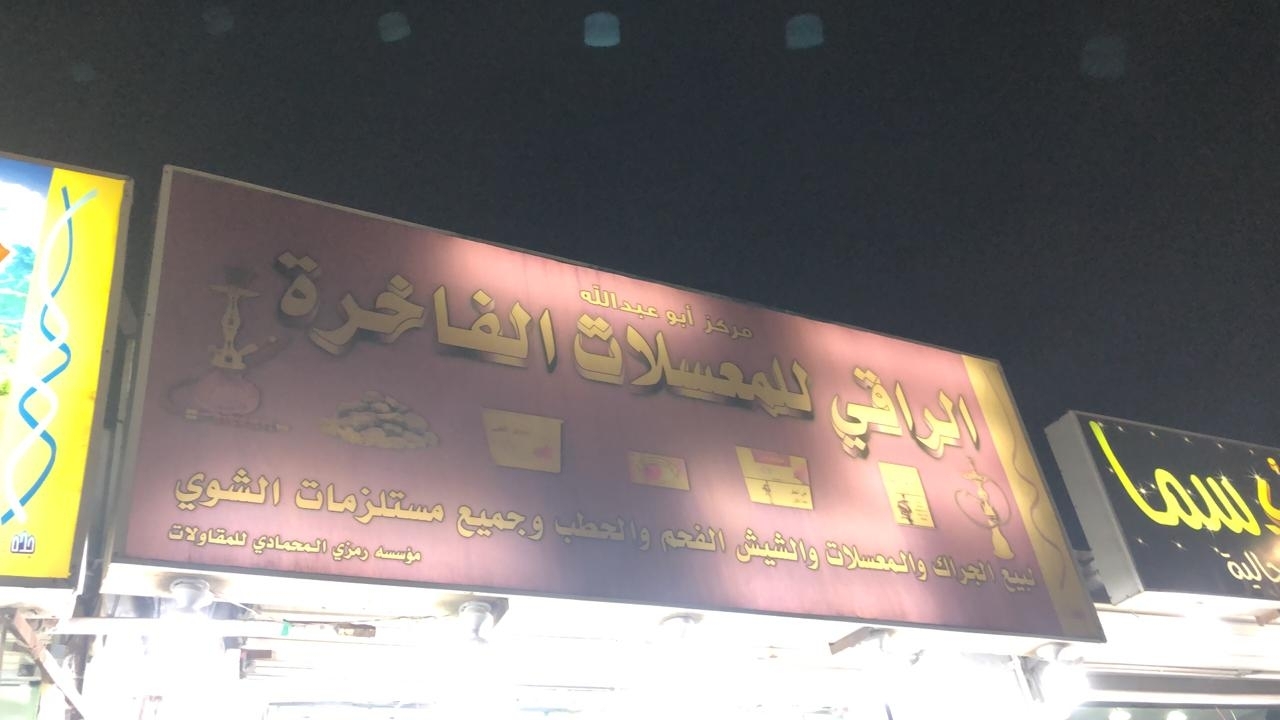 مركز أبو عبدالله
الراقي للمعسلات الفاخرة
لبيع الجراك والمعسلات والشيش الفحم والحطب وجميع مستلزمات الشوي
مؤسسه رمزي المحمادي للمقاولات
سما